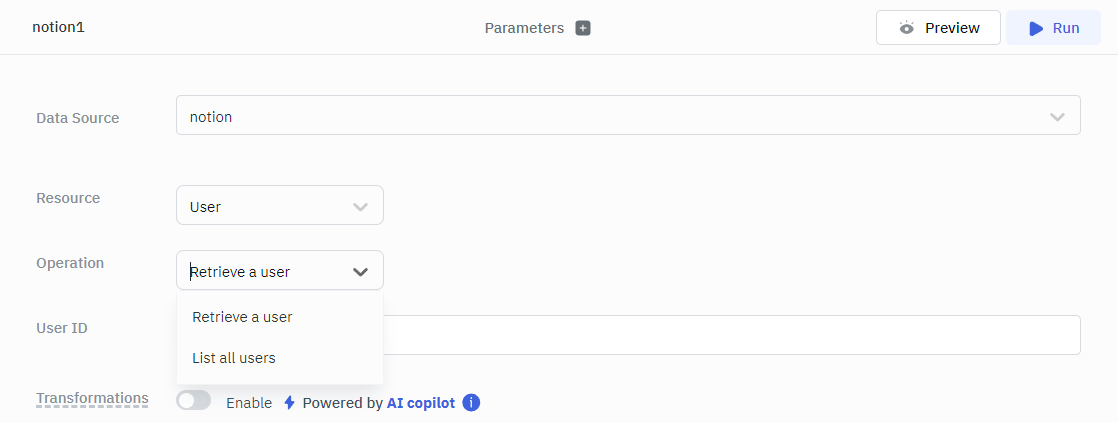 notion1 Parameters Preview Run
Data Source notion
Resource User
Operation Retrieve a user
Retrieve a user
User ID
List all users
Transformations Enable Powered by AI copilot